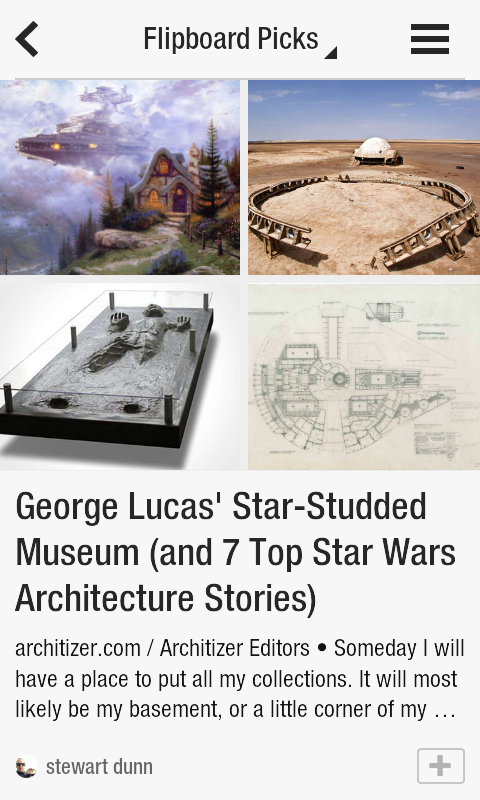 Flipboard Picks
George Lucas' Star-Studded
Museum (and 7 Top Star Wars
Architecture Stories)
architizer.com / Architizer Editors • Someday I will
have a place to put all my collections. It will most
likely be my basement, or a little corner of my …
stewart dunn